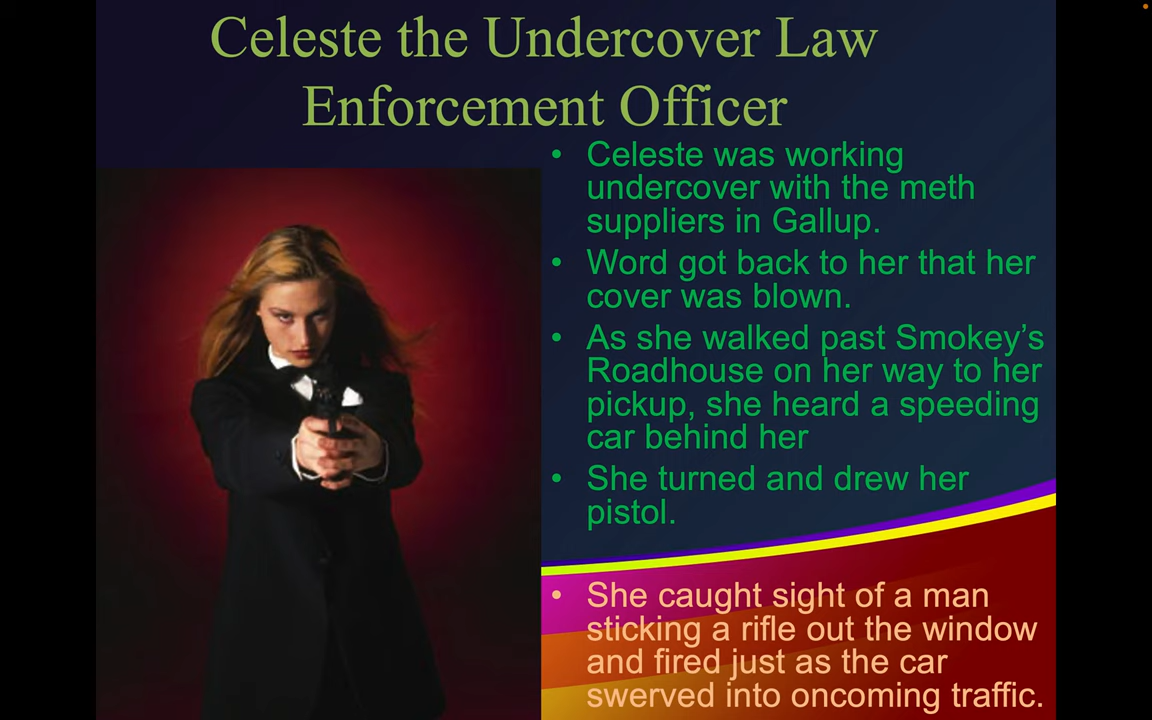 Celeste the Undercover Law
Enforcement Officer
• Celeste was working
undercover with the meth
suppliers in Gallup.
• Word got back to her that her
cover was blown.
• As she walked past Smokey’s
Roadhouse on her way to her
pickup, she heard a speeding
car behind her
• She turned and drew her
pistol.
• She caught sight of a man
sticking a rifle out the window
and fired just as the car
swerved into oncoming traffic.